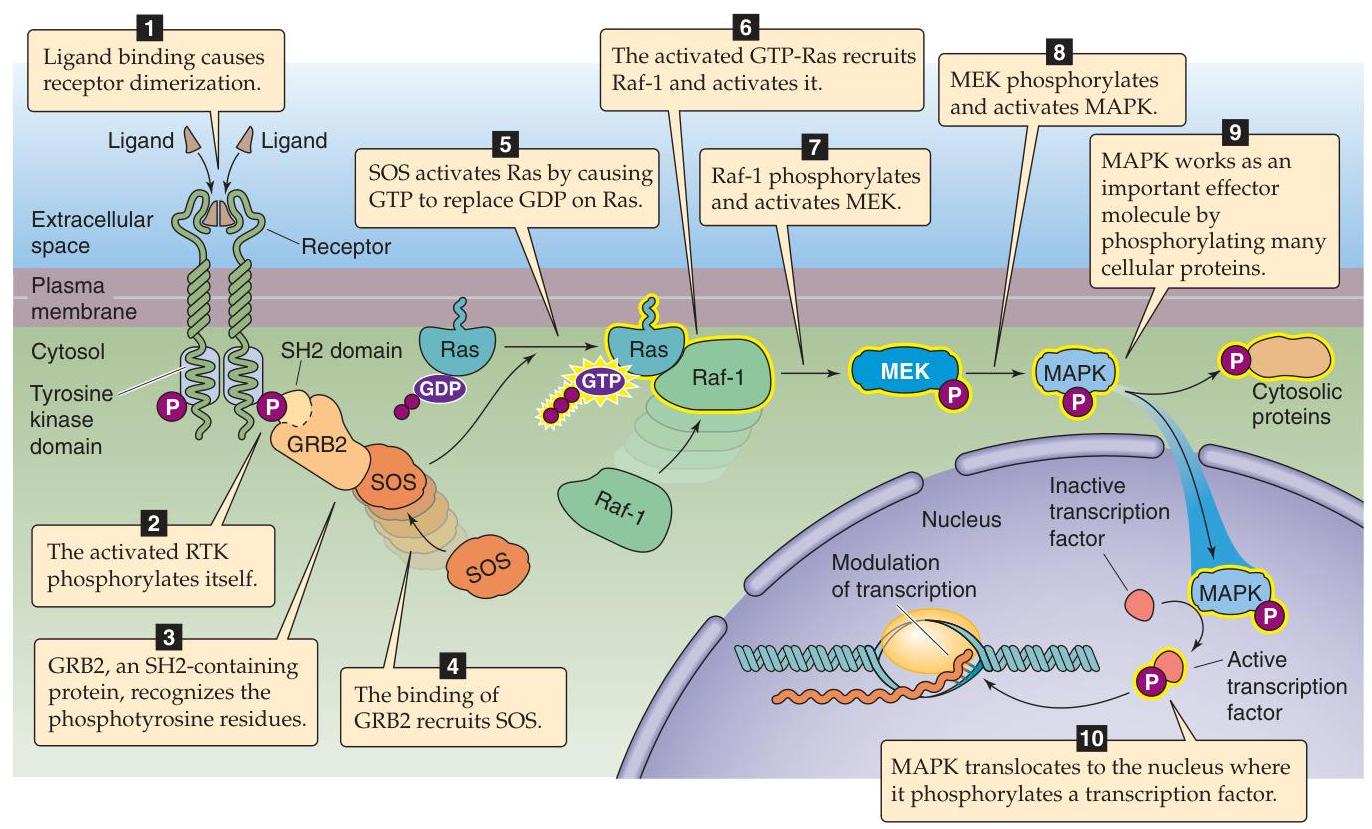 1
Ligand binding causes
receptor dimerization.
6
The activated GTP-Ras recruits
Raf-1 and activates it.
8
MEK phosphorylates
and activates MAPK.
5
SOS activates Ras by causing
GTP to replace GDP on Ras.
7
Raf-1 phosphorylates
and activates MEK.
9
MAPK works as an
important effector
molecule by
phosphorylating many
cellular proteins.
Ligand
Ligand
Extracellular
space
Receptor
Plasma
membrane
Cytosol
SH2 domain
Tyrosine
kinase
domain
P
P
GRB2
SOS
SOS
Ras
GDP
Ras
GTP
Raf-1
Raf-1
MEK
P
MAPK
P
P
Cytosolic
proteins
2
The activated RTK
phosphorylates itself.
3
GRB2, an SH2-containing
protein, recognizes the
phosphotyrosine residues.
4
The binding of
GRB2 recruits SOS.
Nucleus
Inactive
transcription
factor
Modulation
of transcription
MAPK
P
P
Active
transcription
factor
10
MAPK translocates to the nucleus where
it phosphorylates a transcription factor.